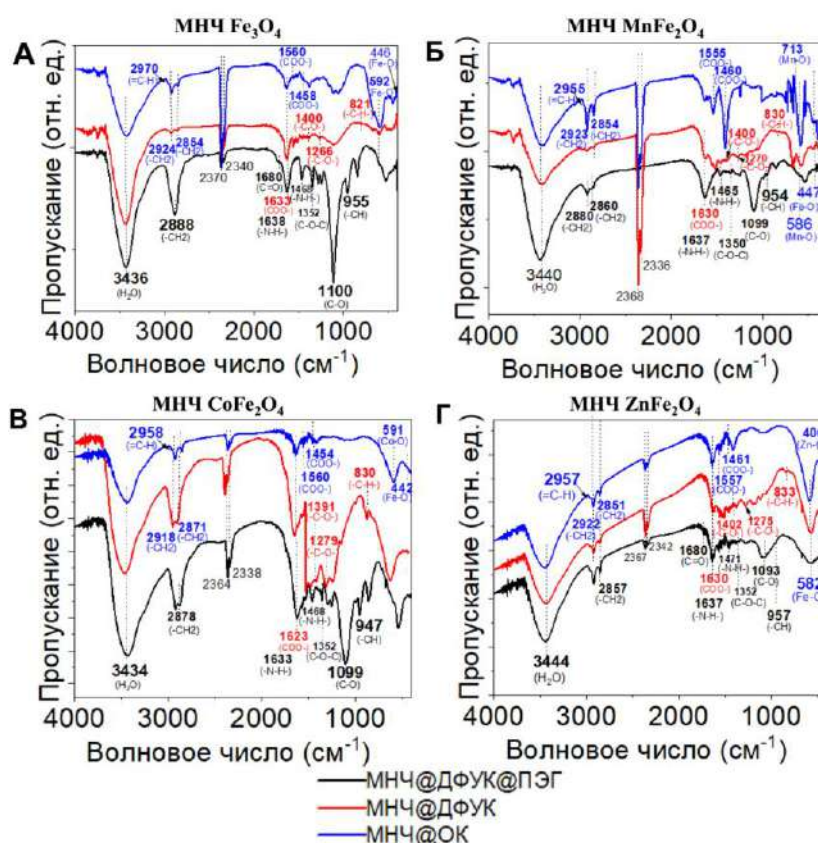 А
МНЧ Fe₃O₄
2970
(=C-H)
1560
(COO-)
446
(Fe-O)
592
(Fe-O)
1458
(COO-)
821
(-C-H-)
1400
(-C-O-)
2924
(-CH2)
2854
(-CH2)
2340
2370
1266
(-C-O-)
1680
(C=O)
1468
(-N-H-)
1633
(COO-)
955
(-CH)
2888
(-CH2)
1638
(-N-H-)
1352
(C-O-C)
3436
(H₂O)
1100
(C-O)
Пропускание (отн. ед.)
4000 3000 2000 1000
Волновое число (см⁻¹)
Б
МНЧ MnFe₂O₄
1555
(COO-)
713
(Mn-O)
2955
(=C-H)
1460
(COO-)
2923
(-CH2)
2854
(-CH2)
830
(-C-H-)
1400
(-C-O-)
1270
(-C-O-)
1465
(-N-H-)
954
(-CH)
447
(Fe-O)
2880
(-CH2)
2860
(-CH2)
1630
(COO-)
1099
(C-O)
586
(Mn-O)
1637
(-N-H-)
1350
(C-O-C)
3440
(H₂O)
2336
2368
Пропускание (отн. ед.)
4000 3000 2000 1000
Волновое число (см⁻¹)
В
МНЧ CoFe₂O₄
2958
(=C-H)
1454
(COO-)
591
(Co-O)
1560
(COO-)
830
(-C-H-)
442
(Fe-O)
1391
(-C-O-)
2918
(-CH2)
2871
(-CH2)
1279
(-C-O-)
2338
2364
2878
(-CH2)
1468
(-N-H-)
947
(-CH)
1623
(COO-)
1352
(C-O-C)
3434
(H₂O)
1633
(-N-H-)
1099
(C-O)
Пропускание (отн. ед.)
4000 3000 2000 1000
Волновое число (см⁻¹)
Г
МНЧ ZnFe₂O₄
1461
(COO-)
2957
(=C-H)
2851
(-CH2)
1557
(COO-)
833
(-C-H-)
2922
(-CH2)
1402
(-C-O-)
1275
(-C-O-)
2342
2367
1680
(C=O)
1471
(-N-H-)
1093
(C-O)
2857
(-CH2)
1630
(COO-)
1352
(C-O-C)
582
(Fe-O
1637
(-N-H-)
957
(-CH)
3444
(H₂O)
Пропускание (отн. ед.)
4000 3000 2000 1000
Волновое число (см⁻¹)
МНЧ@ДФУК@ПЭГ
МНЧ@ДФУК
МНЧ@ОК